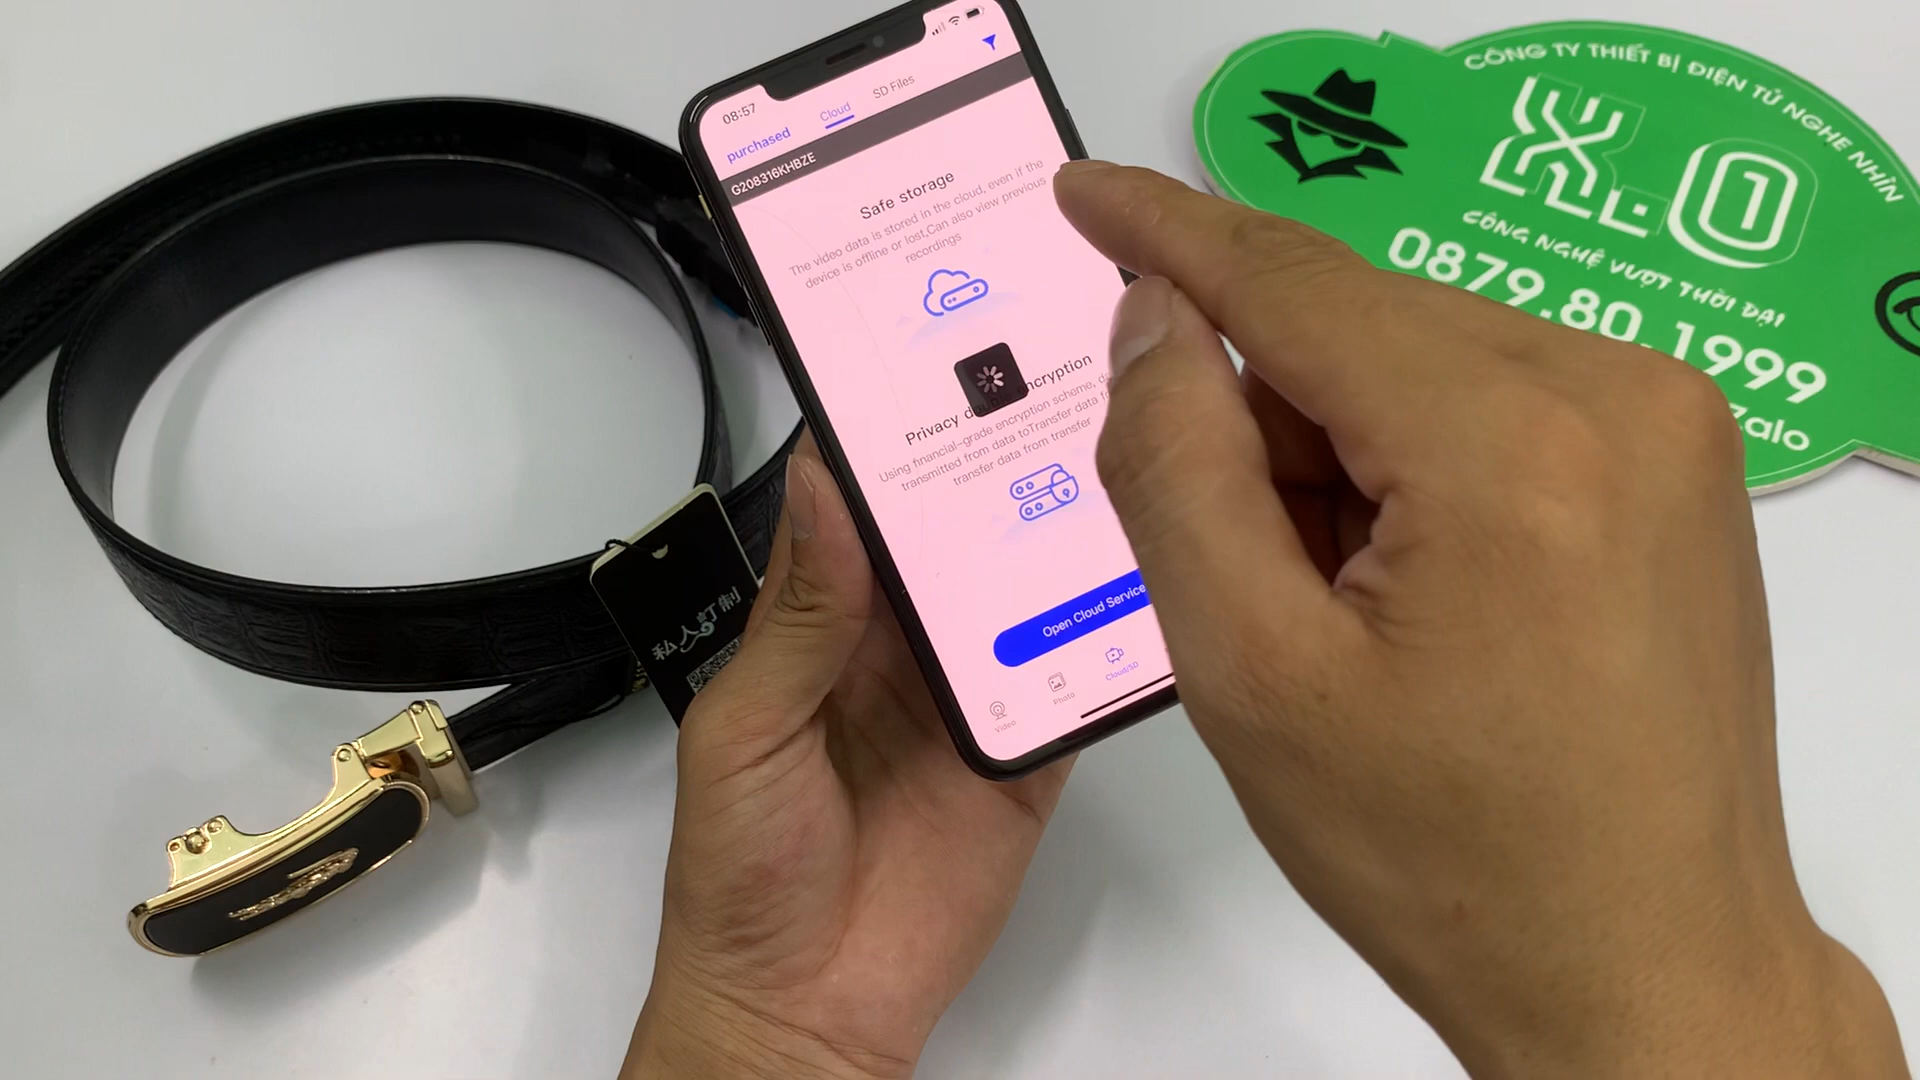 08:57
purchased
Cloud
SD Files
G208316KHBZE
Safe storage
The video data is stored in the cloud, even if the
device is offline or lost,Can also view previous
recordings
Privacy encryption
Using financial-grade encryption scheme,
transmitted from data toTransfer data
transfer data from transfer
Open Cloud Service
Video
Photo
Cloud/SD
私人订制
CÔNG TY THIẾT BỊ ĐIỆN TỬ NGHE NHÌN
X.O
1
CÔNG NGHỆ VƯỢT THỜI ĐẠI
0879.80.1999
Zalo